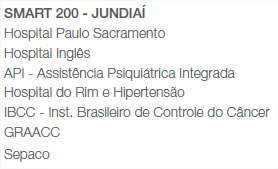 SMART 200 - JUNDIAÍ
Hospital Paulo Sacramento
Hospital Inglês
API - Assistência Psiquiátrica Integrada
Hospital do Rim e Hipertensão
IBCC - Inst. Brasileiro de Controle do Câncer
GRAACC
Sepaco